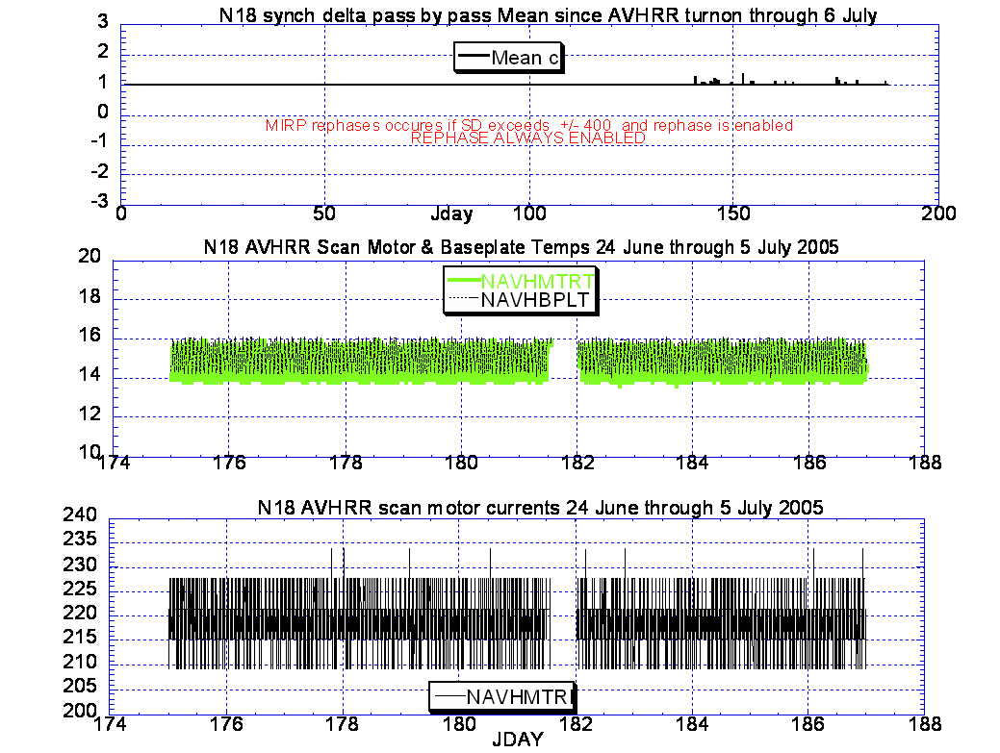 N18 synch delta pass by pass Mean since AVHRR turnon through 6 July
3
2
1
0
-1
-2
-3
Mean c
MIRP rephases occures if SD exceeds +/- 400 and rephase is enabled
REPHASE ALWAYS ENABLED
0 50 Jday 100 150 200
N18 AVHRR Scan Motor & Baseplate Temps 24 June through 5 July 2005
20
18
16
14
12
10
NAVHMTRT
NAVHBPLT
174 176 178 180 182 184 186 188
N18 AVHRR scan motor currents 24 June through 5 July 2005
240
235
230
225
220
215
210
205
200
NAVHMTRI
174 176 178 180 182 184 186 188
JDAY